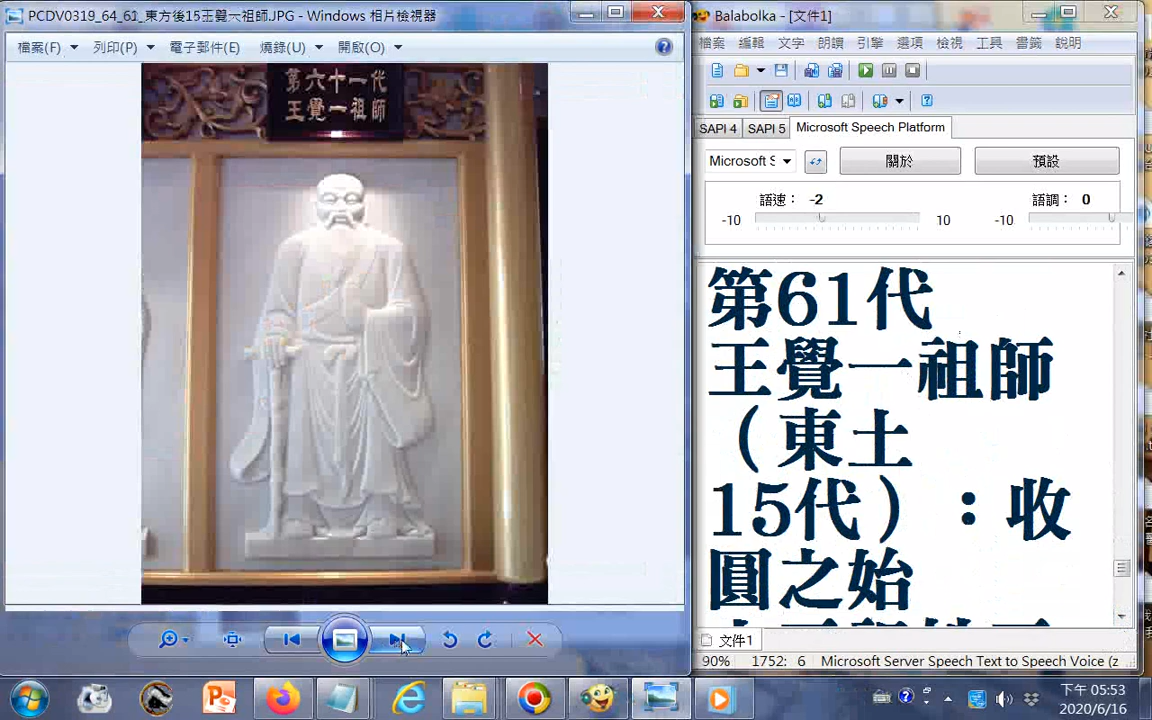 PCDV0319_64_61_東方後15王覺一祖師.JPG - Windows 相片檢視器
檔案(F) 列印(P) 電子郵件(E) 燒錄(U) 開啟(O)
第六十一代
王覺一祖師
Balabolka - [文件1]
檔案 編輯 文字 朗讀 引擎 選項 檢視 工具 書籤 說明
SAPI 4 SAPI 5 Microsoft Speech Platform
Microsoft S 關於 預設
語速： -2 語調： 0
-10 10 -10
第61代
王覺一祖師
（東土
15代）：收
圓之始
文件1
90% 1752: 6 Microsoft Server Speech Text to Speech Voice (z
下午 05:53
2020/6/16